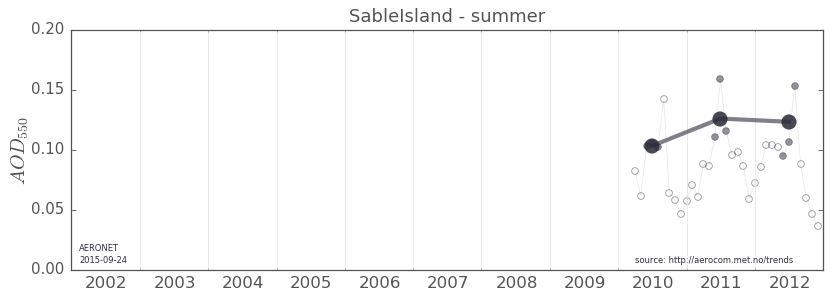 SableIsland - summer
0.20
0.15
0.10
0.05
0.00
AOD550
AERONET
2015-09-24
source: http://aerocom.met.no/trends
2002 2003 2004 2005 2006 2007 2008 2009 2010 2011 2012